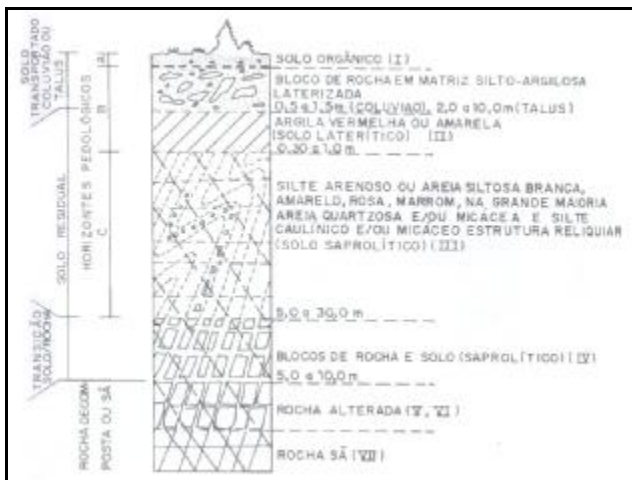 SOLO
TRANSPORTADO
COLUVIÃO OU
TALUS
SOLO RESIDUAL
TRANSIÇÃO
SOLO/ROCHA
ROCHA DECOM
POSTA OU SÃ
HORIZONTES PEDOLÓGICOS
A
B
C
SOLO ORGÂNICO (I)
BLOCO DE ROCHA EM MATRIZ SILTO-ARGILOSA
LATERIZADA
0,5 a 1,5m (COLUVIAO), 2,0 a 10,0m (TALUS)
ARGILA VERMELHA OU AMARELA
(SOLO LATERÍTICO) (II)
0,30 a 1,0m
SILTE ARENOSO OU AREIA SILTOSA BRANCA,
AMARELO, ROSA, MARROM, NA GRANDE MAIORIA
AREIA QUARTZOSA E/OU MICÁCEA E SILTE
CAULÍNICO E/OU MICÁCEO ESTRUTURA RELIQUIAR
(SOLO SAPROLÍTICO) (III)
5,0 a 30,0 m
BLOCOS DE ROCHA E SOLO (SAPROLÍTICO) (IV)
5,0 a 10,0 m
ROCHA ALTERADA (V, VI)
ROCHA SÃ (VII)